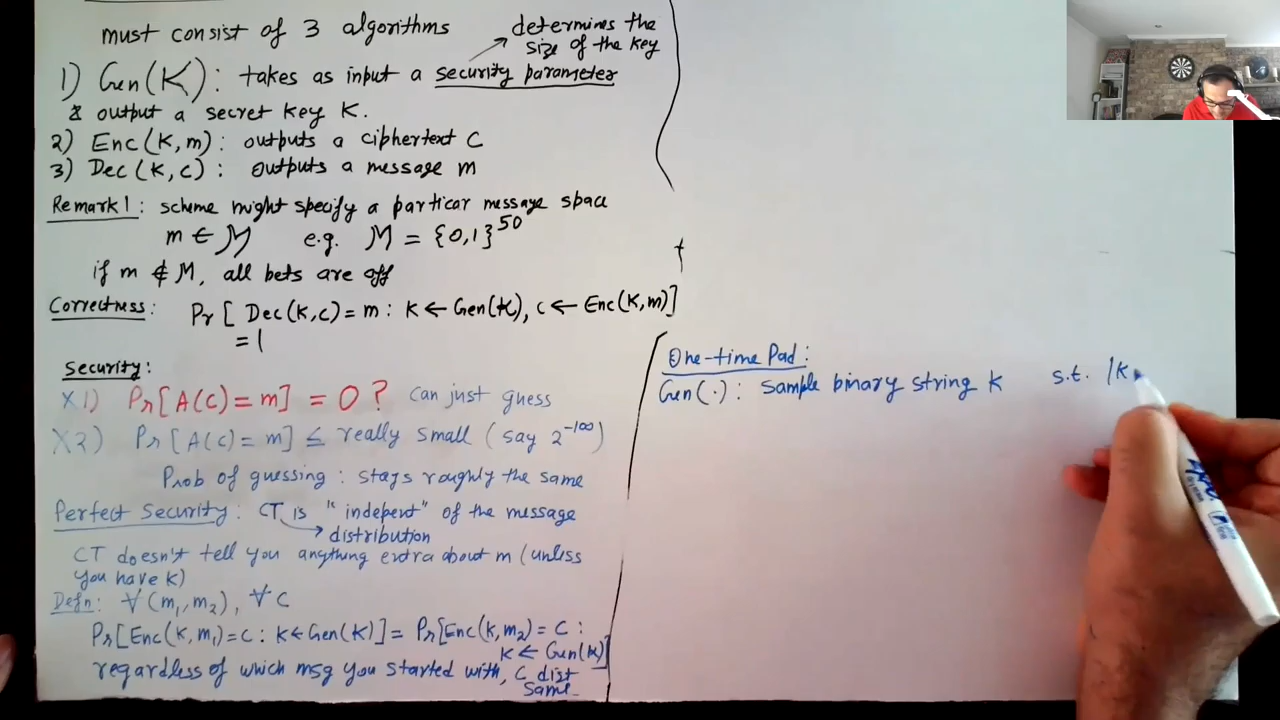 must consist of 3 algorithms
determines the
size of the key
1) Gen(K): takes as input a security parameter
& output a secret key K.
2) Enc(K,m): outputs a ciphertext C
3) Dec(K,c): outputs a message m
Remark 1: scheme might specify a particar message space
m ∈ M e.g. M = {0,1}^50
if m ∉ M, all bets are off
Correctness: Pr[Dec(K,c)=m : K←Gen(K), c←Enc(K,m)]
=1
Security:
X1) Pr[A(C)=m] = 0? can just guess
X2) Pr[A(C)=m] ≤ really small (say 2^-100)
Prob of guessing: stays roughly the same
Perfect Security: CT is "indepent" of the message
distribution
CT doesn't tell you anything extra about m (unless
you have K)
Defn: ∀(m₁,m₂), ∀C
Pr[Enc(K,m₁)=C : K←Gen(K)] = Pr[Enc(K,m₂)=C :
K ← Gen(K)]
regardless of which msg you started with, C dist
same
One-time Pad:
Gen(·): sample binary string K s.t. |K